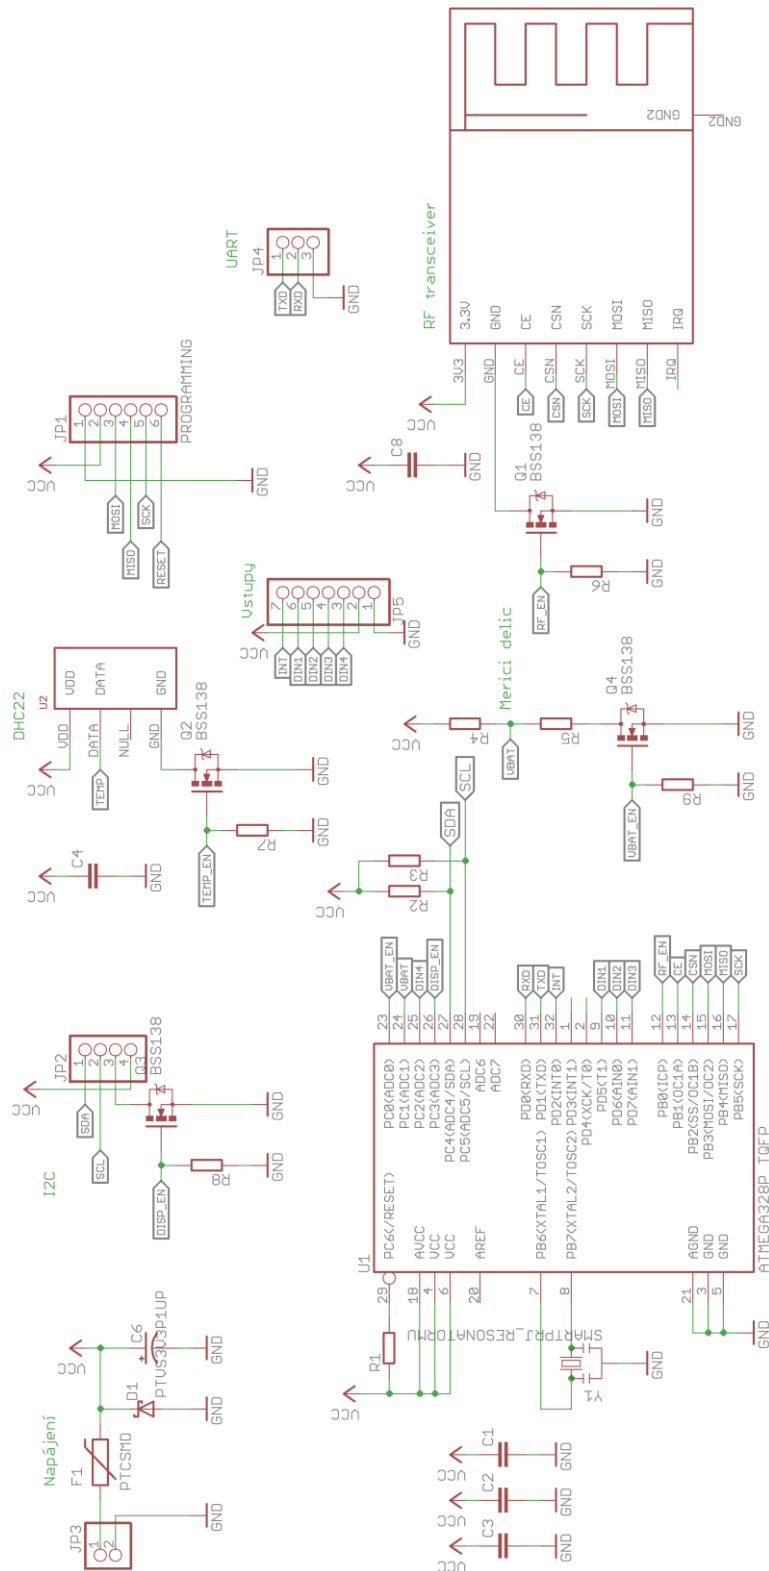 Napájení
JP3
1
2
F1
PTCSMD
VCC
D1
PTVS3V3P1UP
C6
GND
GND
GND
I2C
VCC
JP2
1
2
3
4
SDA
SCL
Q3
BSS138
DISP_EN
R8
GND
GND
VCC
C4
GND
DHC22
U2
VDD
DATA
GND
VDD
DATA
NULL
GND
VCC
TEMP
Q2
BSS138
TEMP_EN
R7
GND
GND
JP1
PROGRAMMING
1
2
3
4
5
6
VCC
MOSI
MISO
SCK
RESET
GND
Vstupy
JP5
7
6
5
4
3
2
1
VCC
INT
DIN1
DIN2
DIN3
DIN4
GND
UART
JP4
1
2
3
TXD
RXD
GND
VCC
C3
GND
VCC
C2
GND
VCC
C1
GND
VCC
R1
U1
ATMEGA328P TQFP
29 PC6(/RESET)
18 AVCC
4 VCC
6 VCC
20 AREF
7 PB6(XTAL1/TOSC1)
8 PB7(XTAL2/TOSC2)
21 AGND
3 GND
5 GND
SMARTPRJ_RESONATORMU
Y1
GND
GND
PC0(ADC0) 23 VBAT_EN
PC1(ADC1) 24 VBAT
PC2(ADC2) 25 DIN4
PC3(ADC3) 26 DISP_EN
PC4(ADC4/SDA) 27
PC5(ADC5/SCL) 28
ADC6 19
ADC7 22
PD0(RXD) 30 RXD
PD1(TXD) 31 TXD
PD2(INT0) 32 INT
PD3(INT1) 1
PD4(XCK/T0) 2
PD5(T1) 9 DIN1
PD6(AIN0) 10 DIN2
PD7(AIN1) 11 DIN3
PB0(ICP) 12 RF_EN
PB1(OC1A) 13 CE
PB2(SS/OC1B) 14 CSN
PB3(MOSI/OC2) 15 MOSI
PB4(MISO) 16 MISO
PB5(SCK) 17 SCK
VCC
R2
R3
SDA
SCL
Merici delic
VCC
R4
VBAT
R5
Q4
BSS138
VBAT_EN
R9
GND
GND
VCC
C8
GND
Q1
BSS138
RF_EN
R6
GND
GND
RF transceiver
VCC
3V3 3.3V
GND GND
CE CE CE
CSN CSN CSN
SCK SCK SCK
MOSI MOSI MOSI
MISO MISO MISO
IRQ IRQ
GND2 GND2